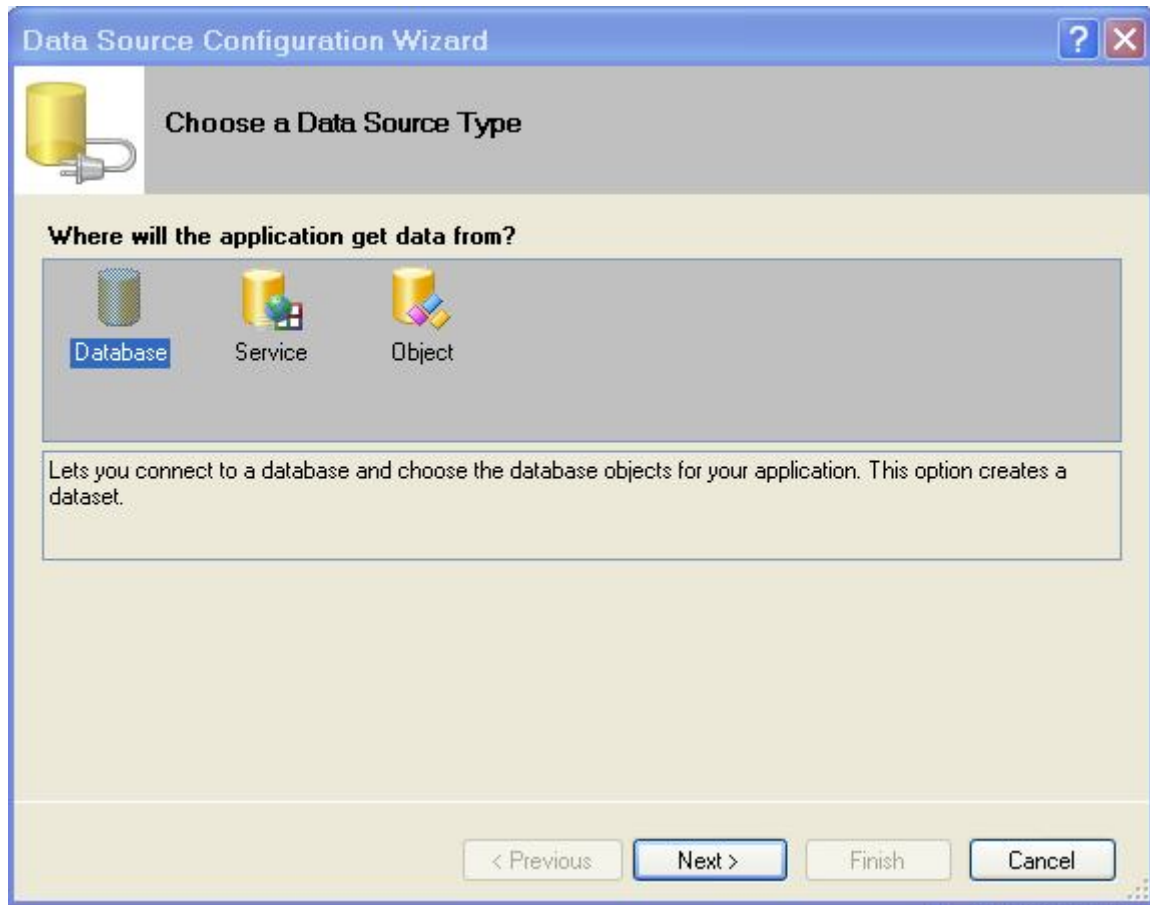 Data Source Configuration Wizard
?
Choose a Data Source Type
Where will the application get data from?
Database Service Object
Lets you connect to a database and choose the database objects for your application. This option creates a
dataset.
< Previous Next > Finish Cancel